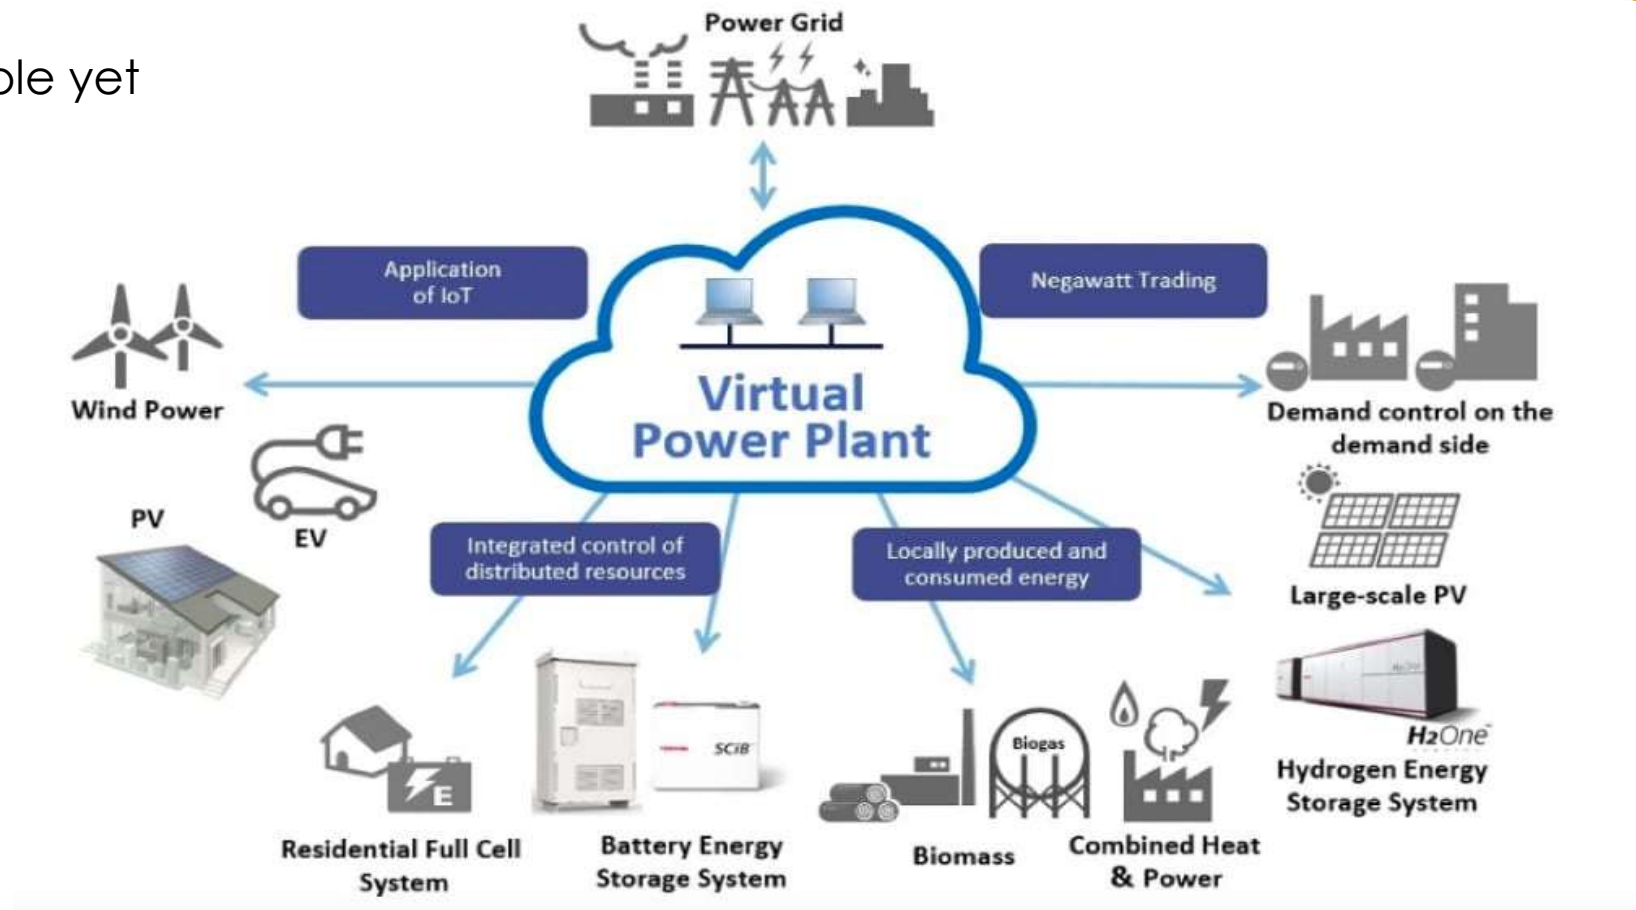 ole yet
Power Grid
Application
of IoT
Negawatt Trading
Virtual
Power Plant
Wind Power
Demand control on the
demand side
EV
PV
Integrated control of
distributed resources
Locally produced and
consumed energy
Large-scale PV
SCiB
Biogas
H2One
E
Residential Full Cell
System
Battery Energy
Storage System
Biomass
Combined Heat
& Power
Hydrogen Energy
Storage System